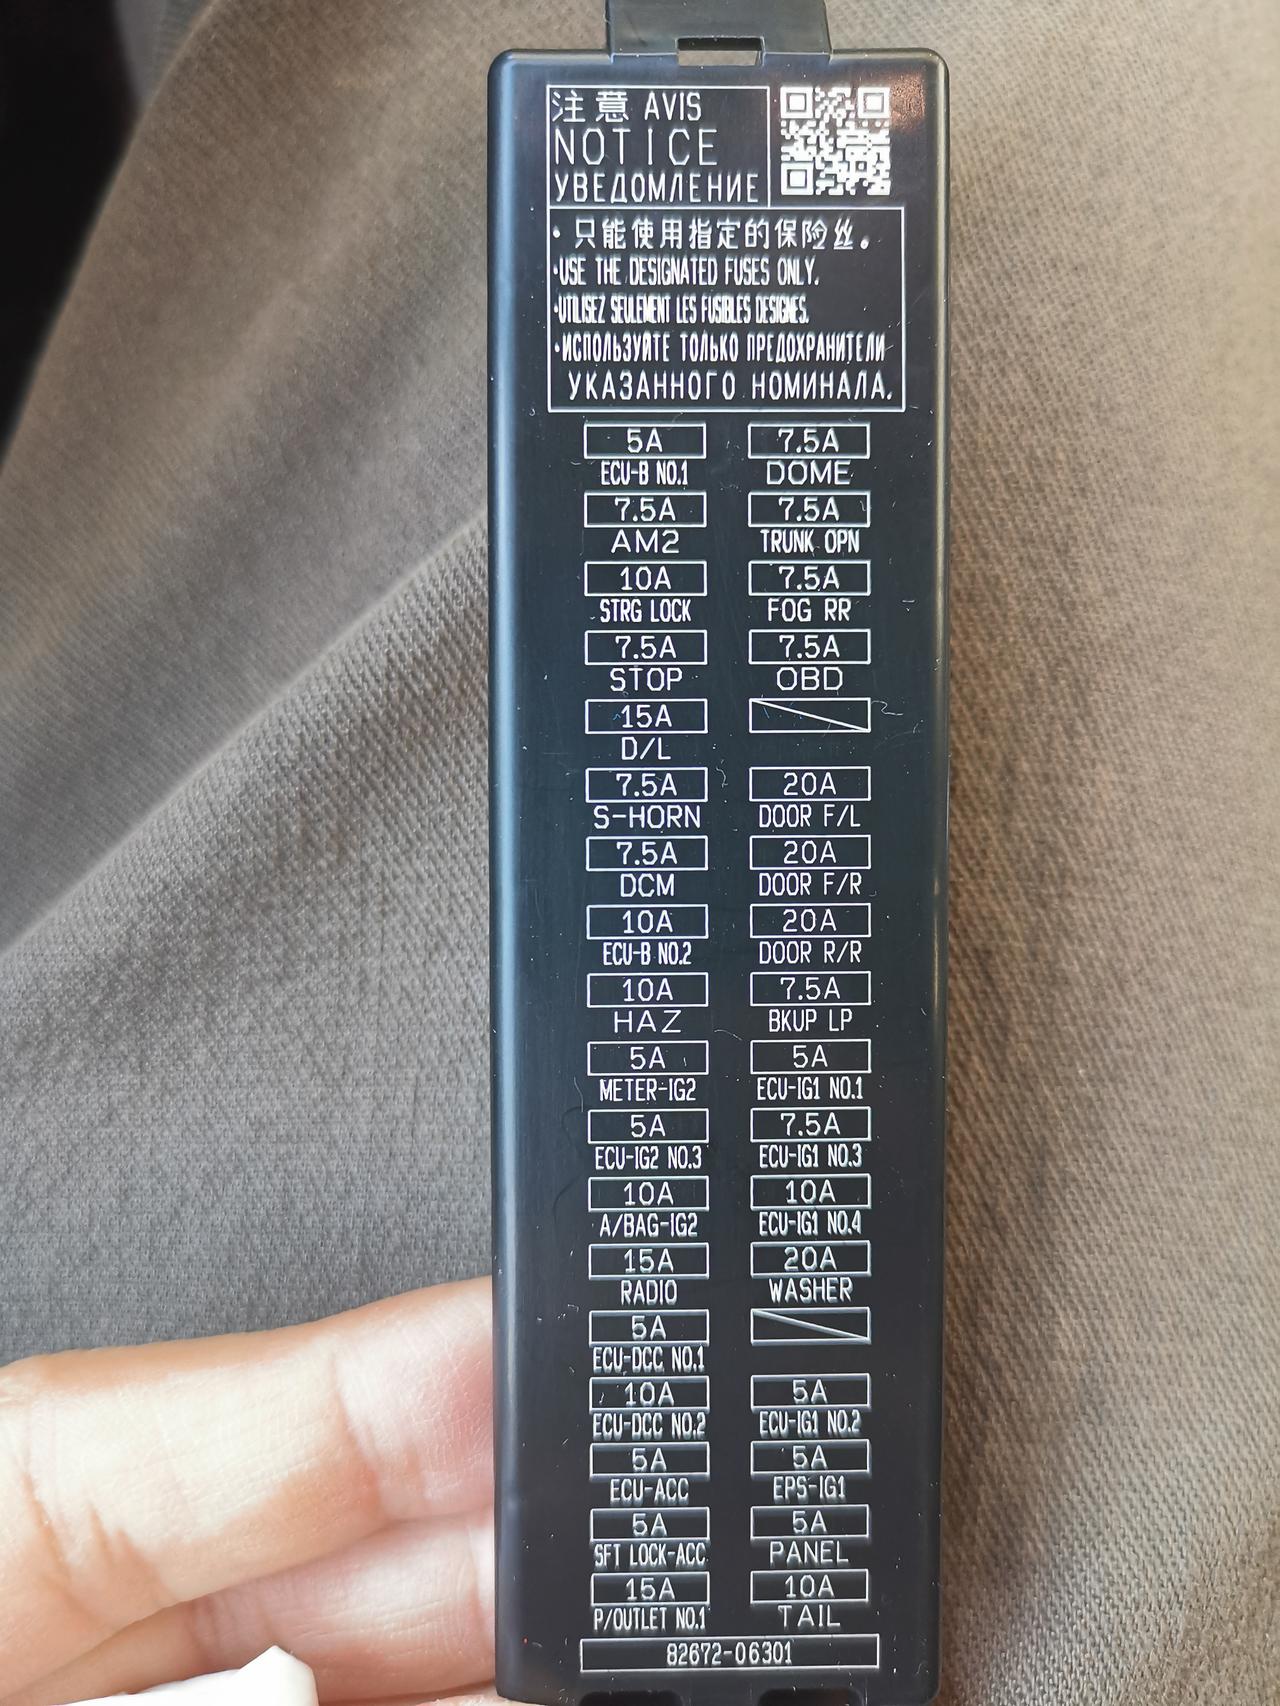 注意 AVIS
NOTICE
УВЕДОМЛЕНИЕ
・只能使用指定的保险丝。
・USE THE DESIGNATED FUSES ONLY.
・UTILISEZ SEULEMENT LES FUSIBLES DESIGNES.
・ИСПОЛЬЗУЙТЕ ТОЛЬКО ПРЕДОХРАНИТЕЛИ
УКАЗАННОГО НОМИНАЛА.
5A 7.5A
ECU-B NO.1 DOME
7.5A 7.5A
AM2 TRUNK OPN
10A 7.5A
STRG LOCK FOG RR
7.5A 7.5A
STOP OBD
15A
D/L
7.5A 20A
S-HORN DOOR F/L
7.5A 20A
DCM DOOR F/R
10A 20A
ECU-B NO.2 DOOR R/R
10A 7.5A
HAZ BKUP LP
5A 5A
METER-IG2 ECU-IG1 NO.1
5A 7.5A
ECU-IG2 NO.3 ECU-IG1 NO.3
10A 10A
A/BAG-IG2 ECU-IG1 NO.4
15A 20A
RADIO WASHER
5A
ECU-DCC NO.1
10A 5A
ECU-DCC NO.2 ECU-IG1 NO.2
5A 5A
ECU-ACC EPS-IG1
5A 5A
SFT LOCK-ACC PANEL
15A 10A
P/OUTLET NO.1 TAIL
82672-06301